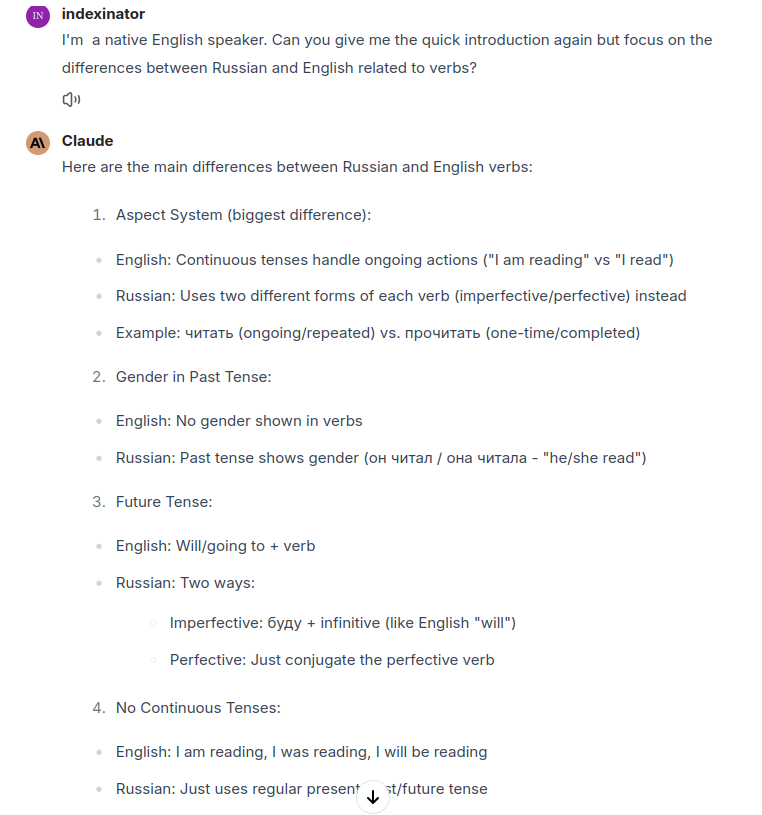 IN
indexinator
I'm  a native English speaker. Can you give me the quick introduction again but focus on the
differences between Russian and English related to verbs?
Claude
Here are the main differences between Russian and English verbs:
1. Aspect System (biggest difference):
English: Continuous tenses handle ongoing actions ("I am reading" vs "I read")
Russian: Uses two different forms of each verb (imperfective/perfective) instead
Example: читать (ongoing/repeated) vs. прочитать (one-time/completed)
2. Gender in Past Tense:
English: No gender shown in verbs
Russian: Past tense shows gender (он читал / она читала - "he/she read")
3. Future Tense:
English: Will/going to + verb
Russian: Two ways:
Imperfective: буду + infinitive (like English "will")
Perfective: Just conjugate the perfective verb
4. No Continuous Tenses:
English: I am reading, I was reading, I will be reading
Russian: Just uses regular present st/future tense